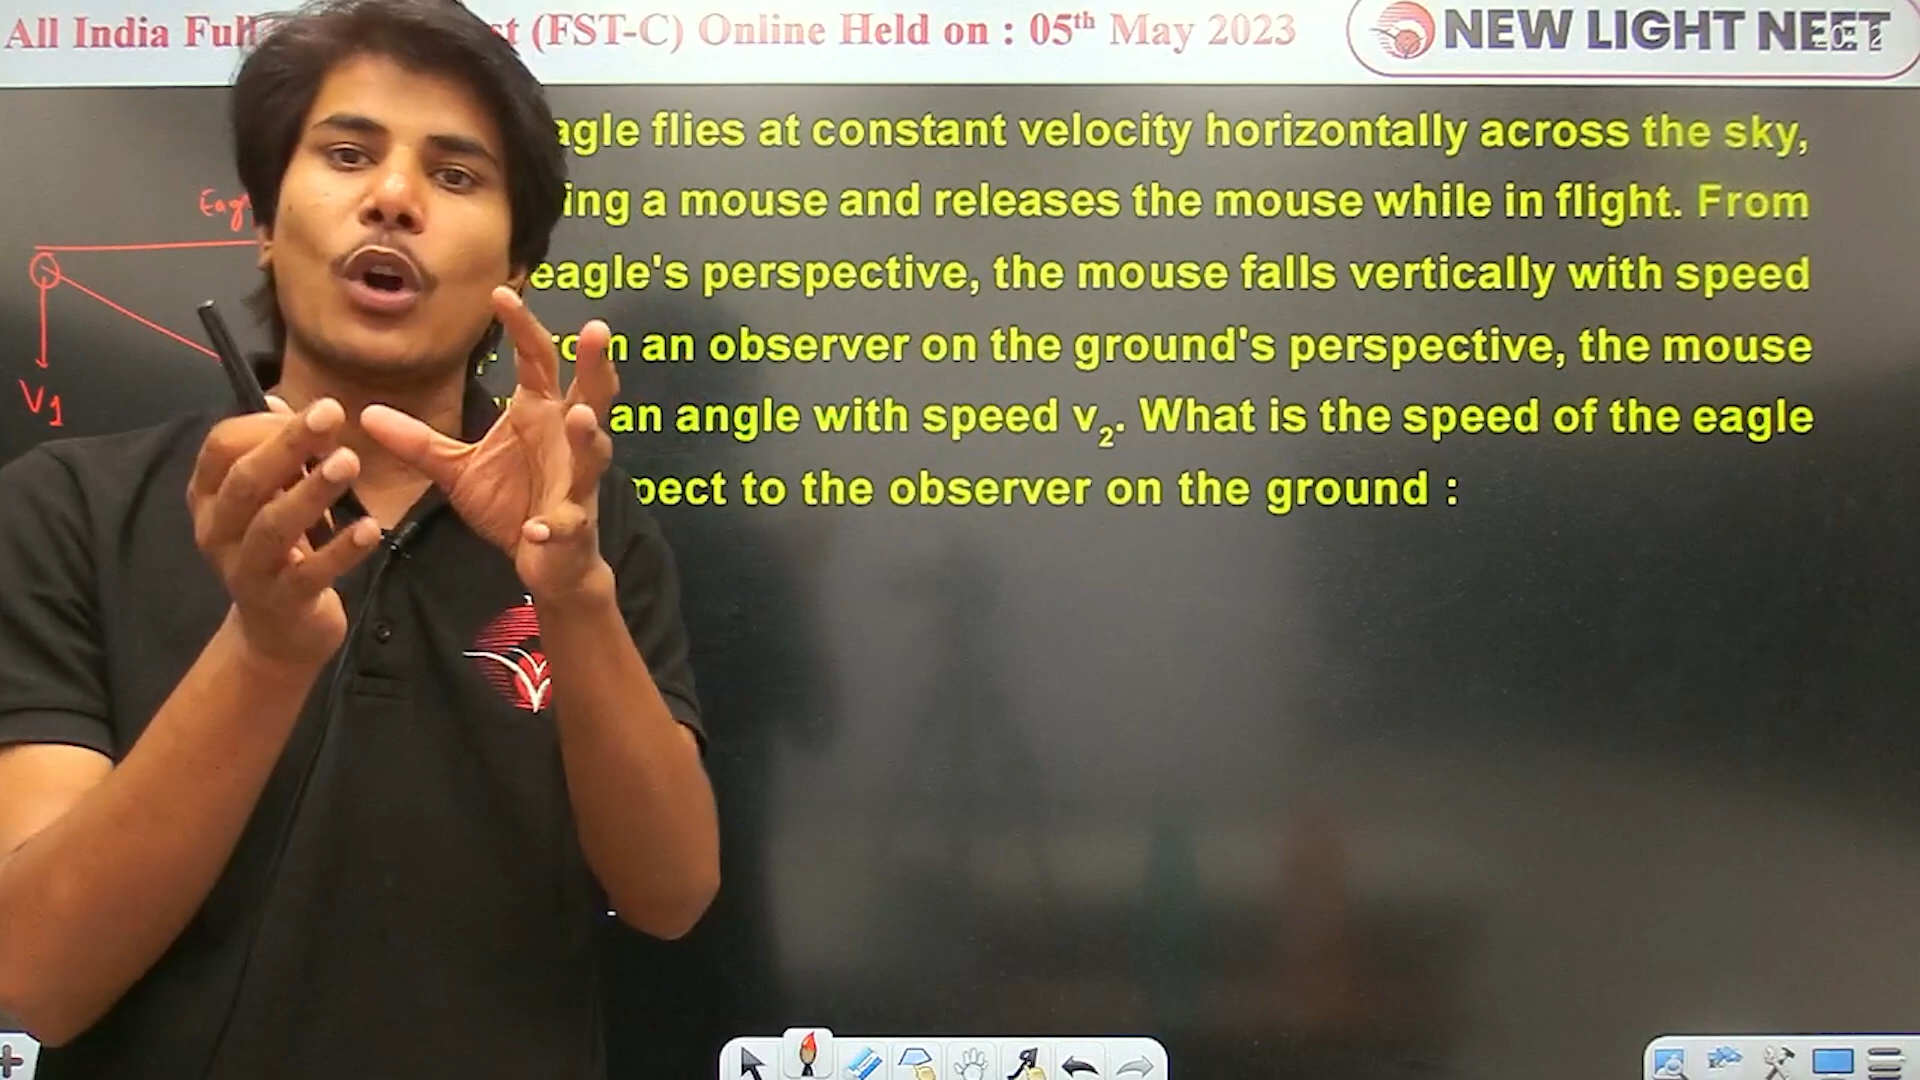 All India Full st (FST-C) Online Held on : 05th May 2023
NEW LIGHT NEET
agle flies at constant velocity horizontally across the sky,
ing a mouse and releases the mouse while in flight. From
eagle's perspective, the mouse falls vertically with speed
From an observer on the ground's perspective, the mouse
an angle with speed v2. What is the speed of the eagle
pect to the observer on the ground :
Eag
V1